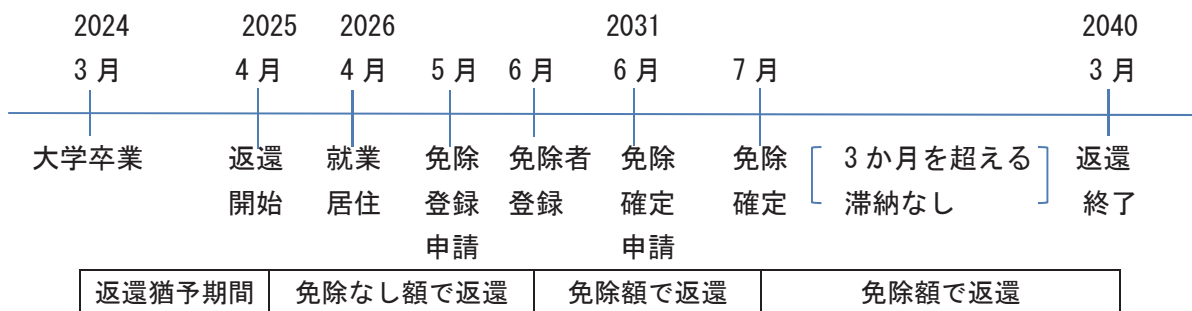 2024 2025 2026 2031 2040
3月 4月 4月 5月 6月 6月 7月 3月
大学卒業 返還 就業 免除 免除者 免除 免除 3か月を超える 返還
開始 居住 登録 登録 確定 確定 滞納なし 終了
申請 申請
返還猶予期間 免除なし額で返還 免除額で返還 免除額で返還